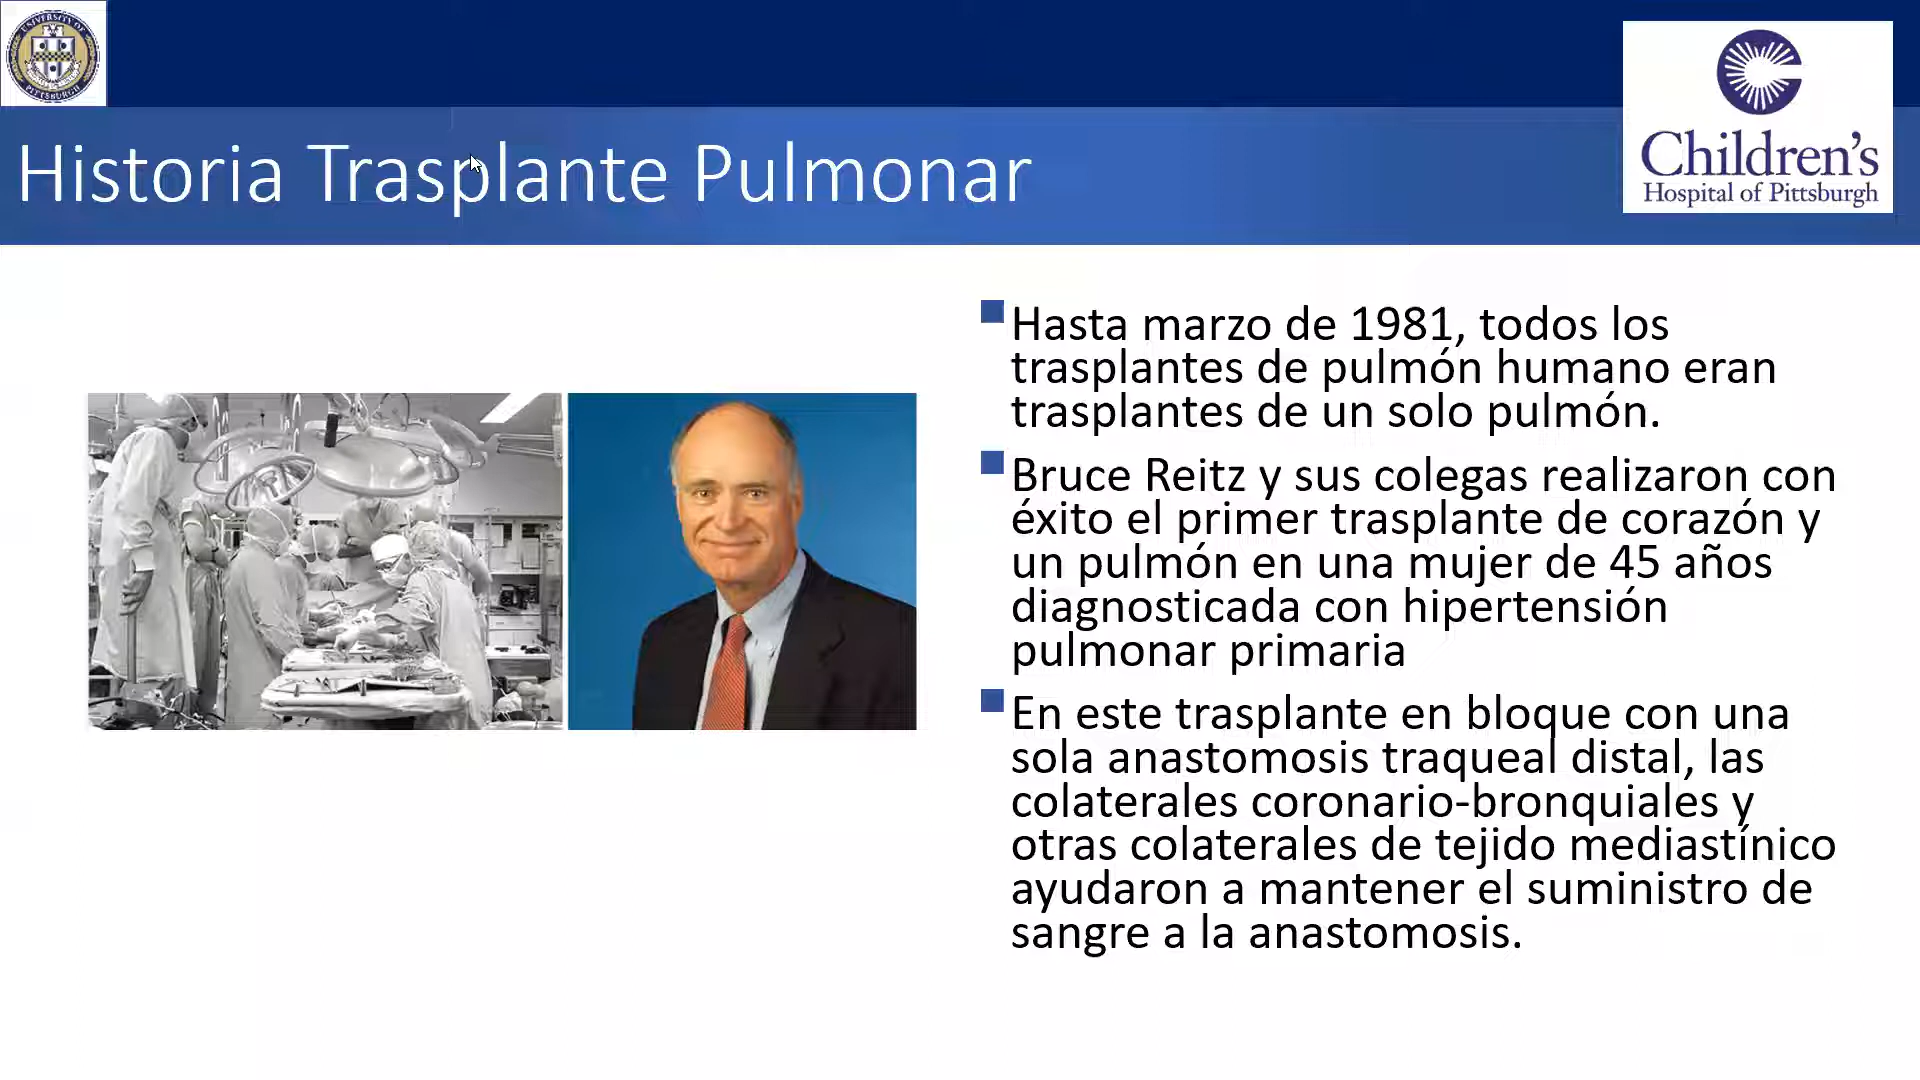 UNIVERSITY OF
PITTSBURGH
Children's
Hospital of Pittsburgh
Historia Trasplante Pulmonar
Hasta marzo de 1981, todos los
trasplantes de pulmón humano eran
trasplantes de un solo pulmón.
Bruce Reitz y sus colegas realizaron con
éxito el primer trasplante de corazón y
un pulmón en una mujer de 45 años
diagnosticada con hipertensión
pulmonar primaria
En este trasplante en bloque con una
sola anastomosis traqueal distal, las
colaterales coronario-bronquiales y
otras colaterales de tejido mediastínico
ayudaron a mantener el suministro de
sangre a la anastomosis.